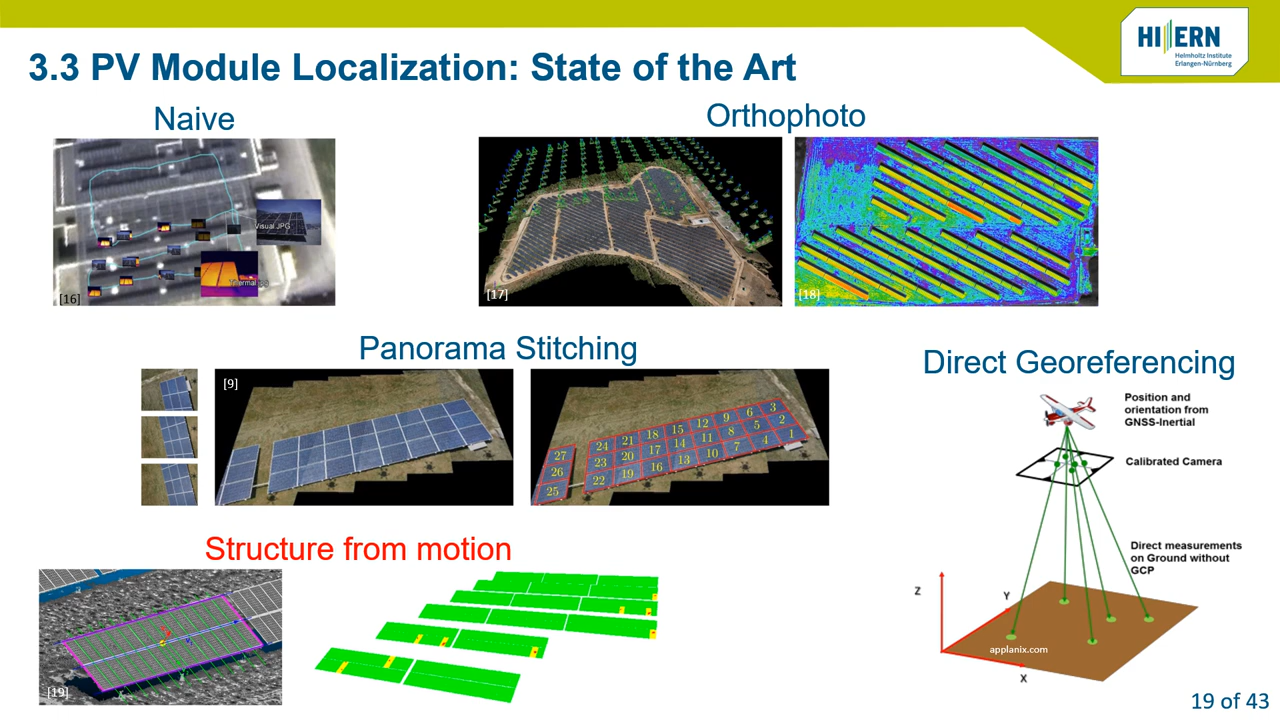 3.3 PV Module Localization: State of the Art
HI ERN
Helmholtz Institute
Erlangen-Nürnberg
Naive
Visual JPG
[16]
Orthophoto
[17]
[18]
Panorama Stitching
[9]
27
26
25
24 21 18 15 12 9 6 3
23 20 17 14 11 8 5 2
22 19 16 13 10 7 4 1
Direct Georeferencing
Position and
orientation from
GNSS-Inertial
Calibrated Camera
Direct measurements
on Ground without
GCP
Z
Y
X
applanix.com
Structure from motion
[19]
19 of 43